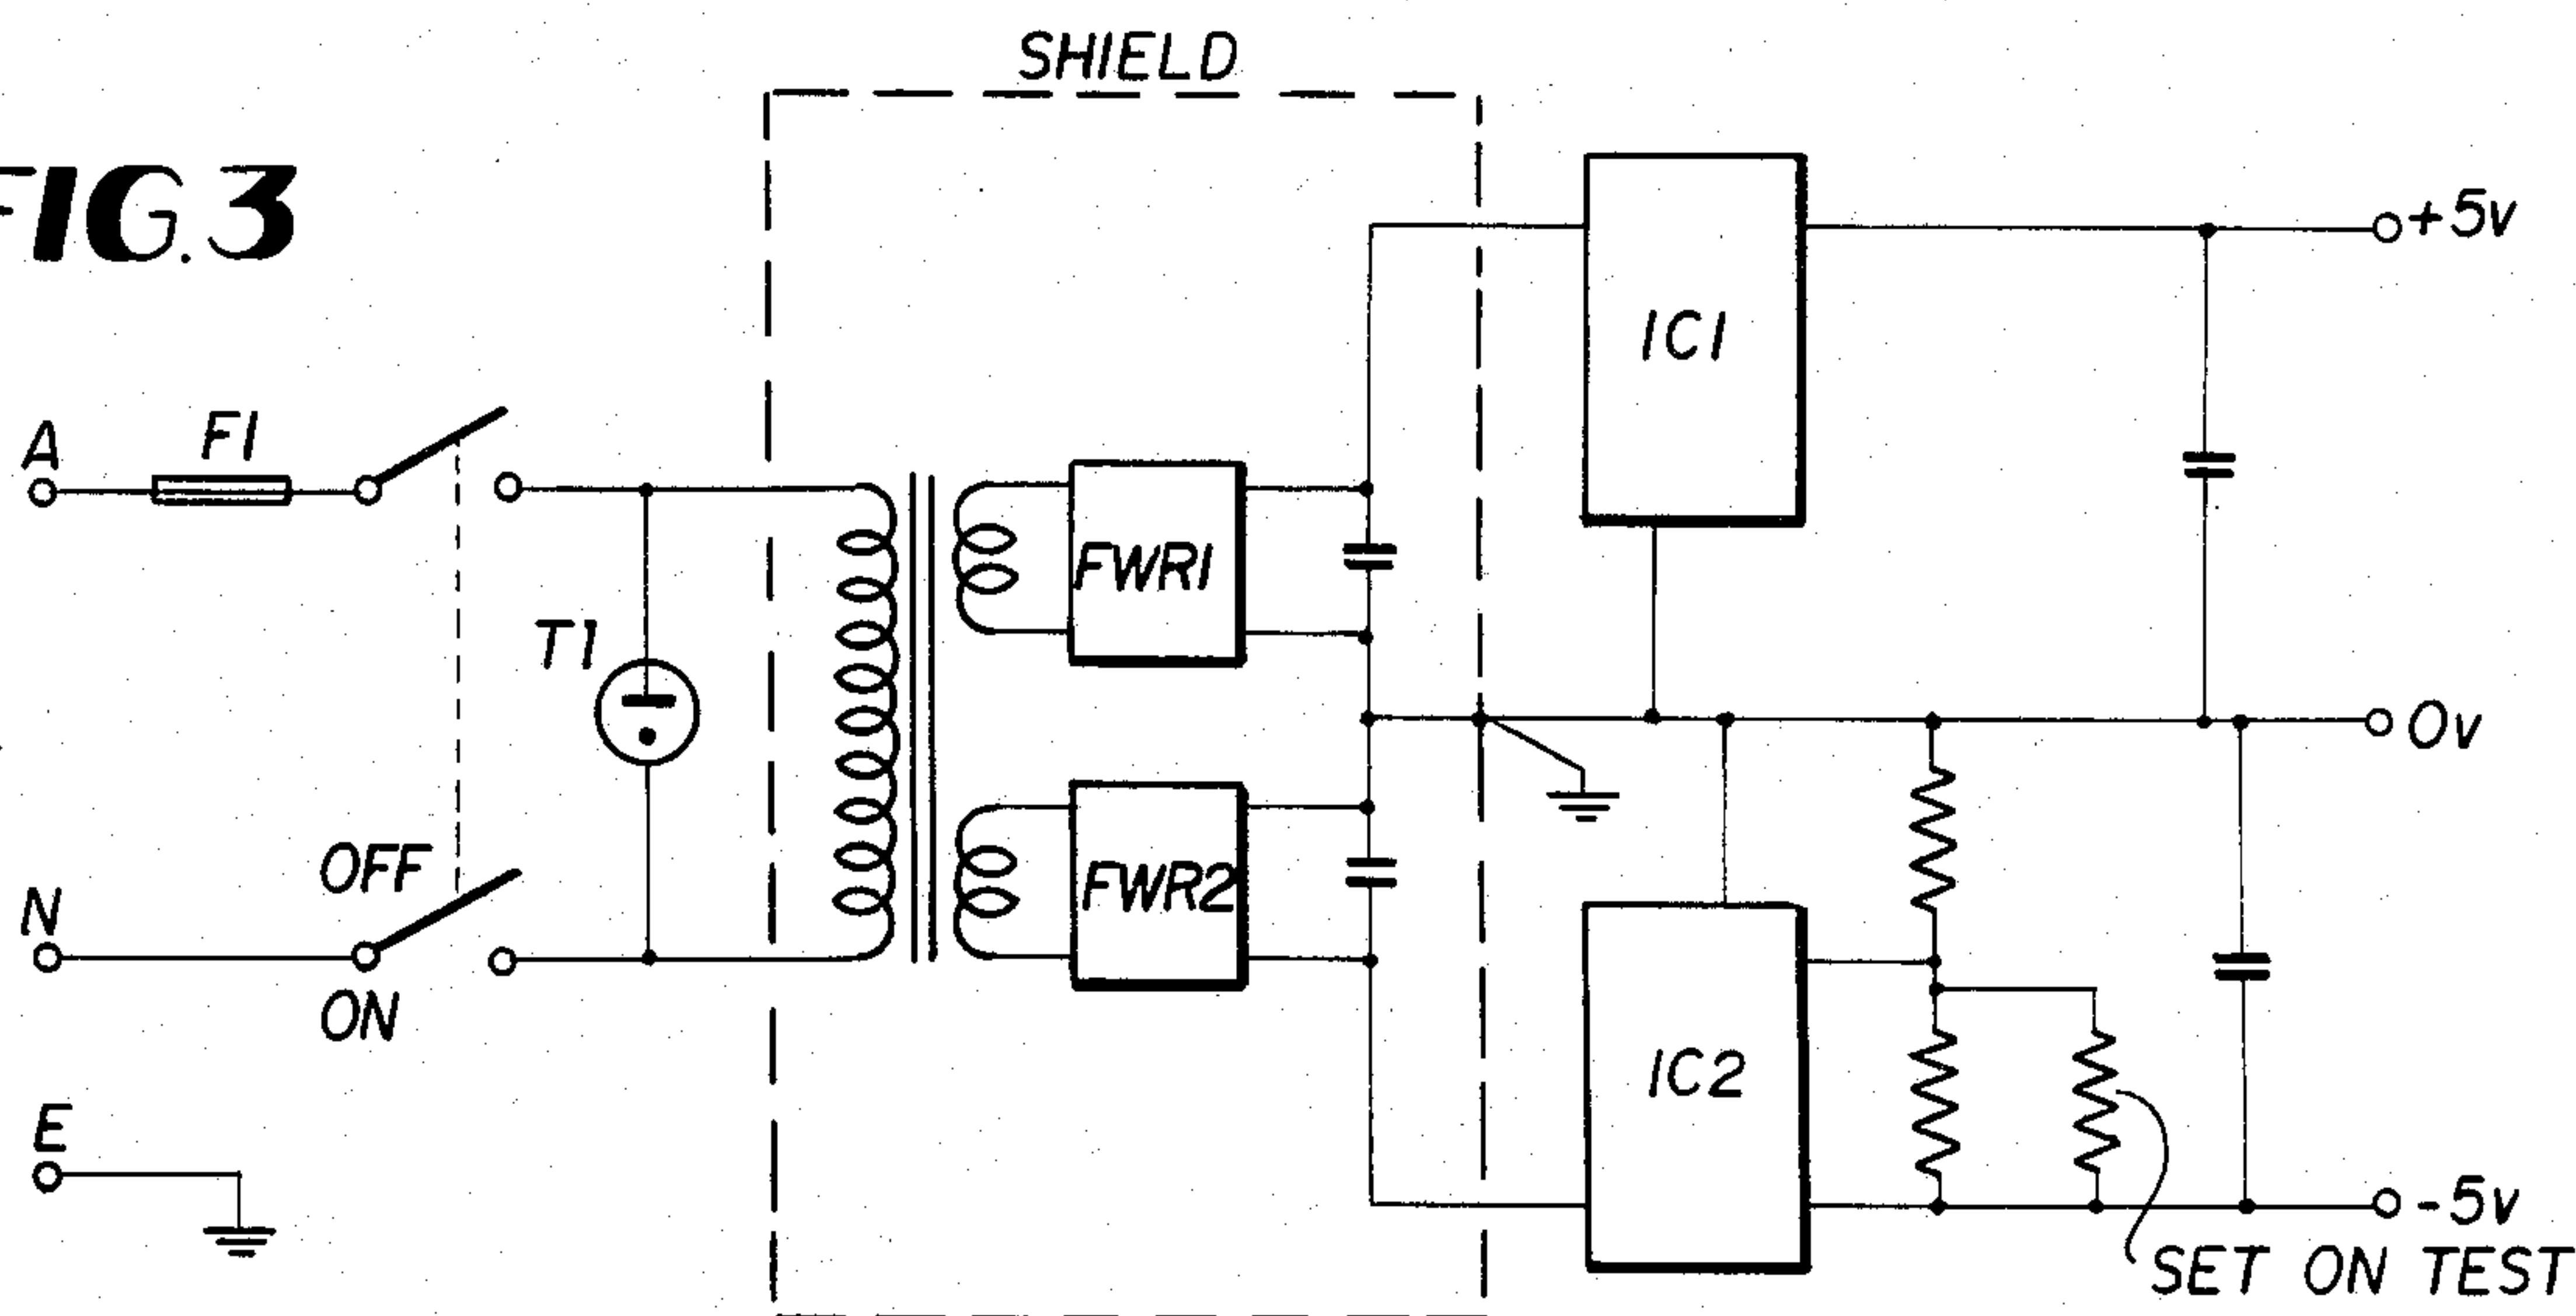 SHIELD
FIG.3
+5v
IC1
A
F1
T1
FWR1
0v
OFF
N
FWR2
ON
IC2
E
-5v
SET ON TEST